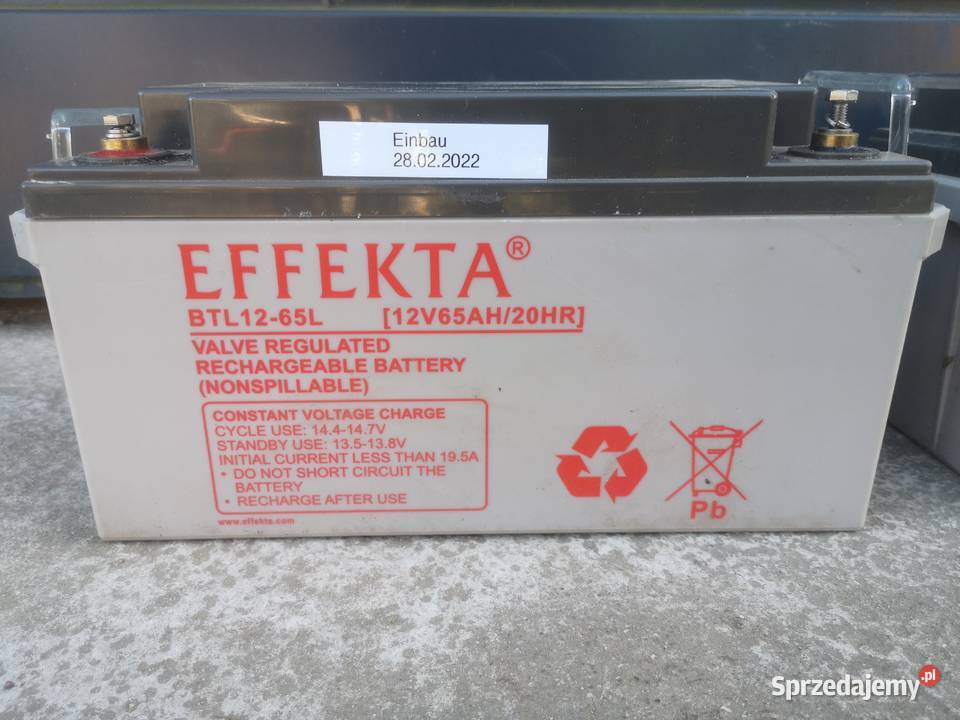 Einbau
28.02.2022
EFFEKTA®
BTL12-65L [12V65AH/20HR]
VALVE REGULATED
RECHARGEABLE BATTERY
(NONSPILLABLE)
CONSTANT VOLTAGE CHARGE
CYCLE USE: 14.4-14.7V
STANDBY USE: 13.5-13.8V
INITIAL CURRENT LESS THAN 19.5A
• DO NOT SHORT CIRCUIT THE
BATTERY
• RECHARGE AFTER USE
www.effekta.com
Pb
Sprzedajemy.pl